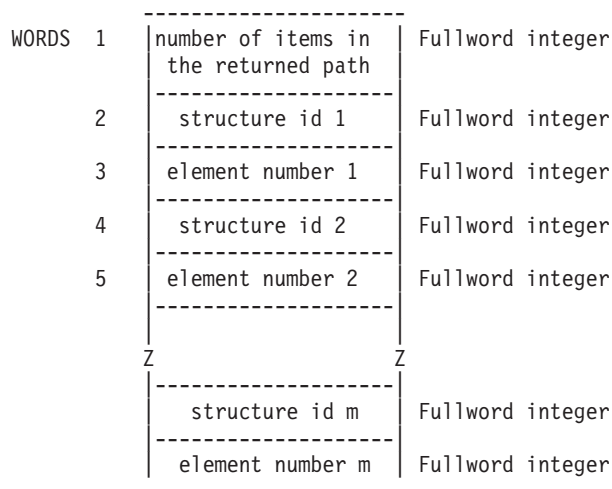 WORDS 1 number of items in Fullword integer
the returned path
2 structure id 1 Fullword integer
3 element number 1 Fullword integer
4 structure id 2 Fullword integer
5 element number 2 Fullword integer
Z Z
structure id m Fullword integer
element number m Fullword integer